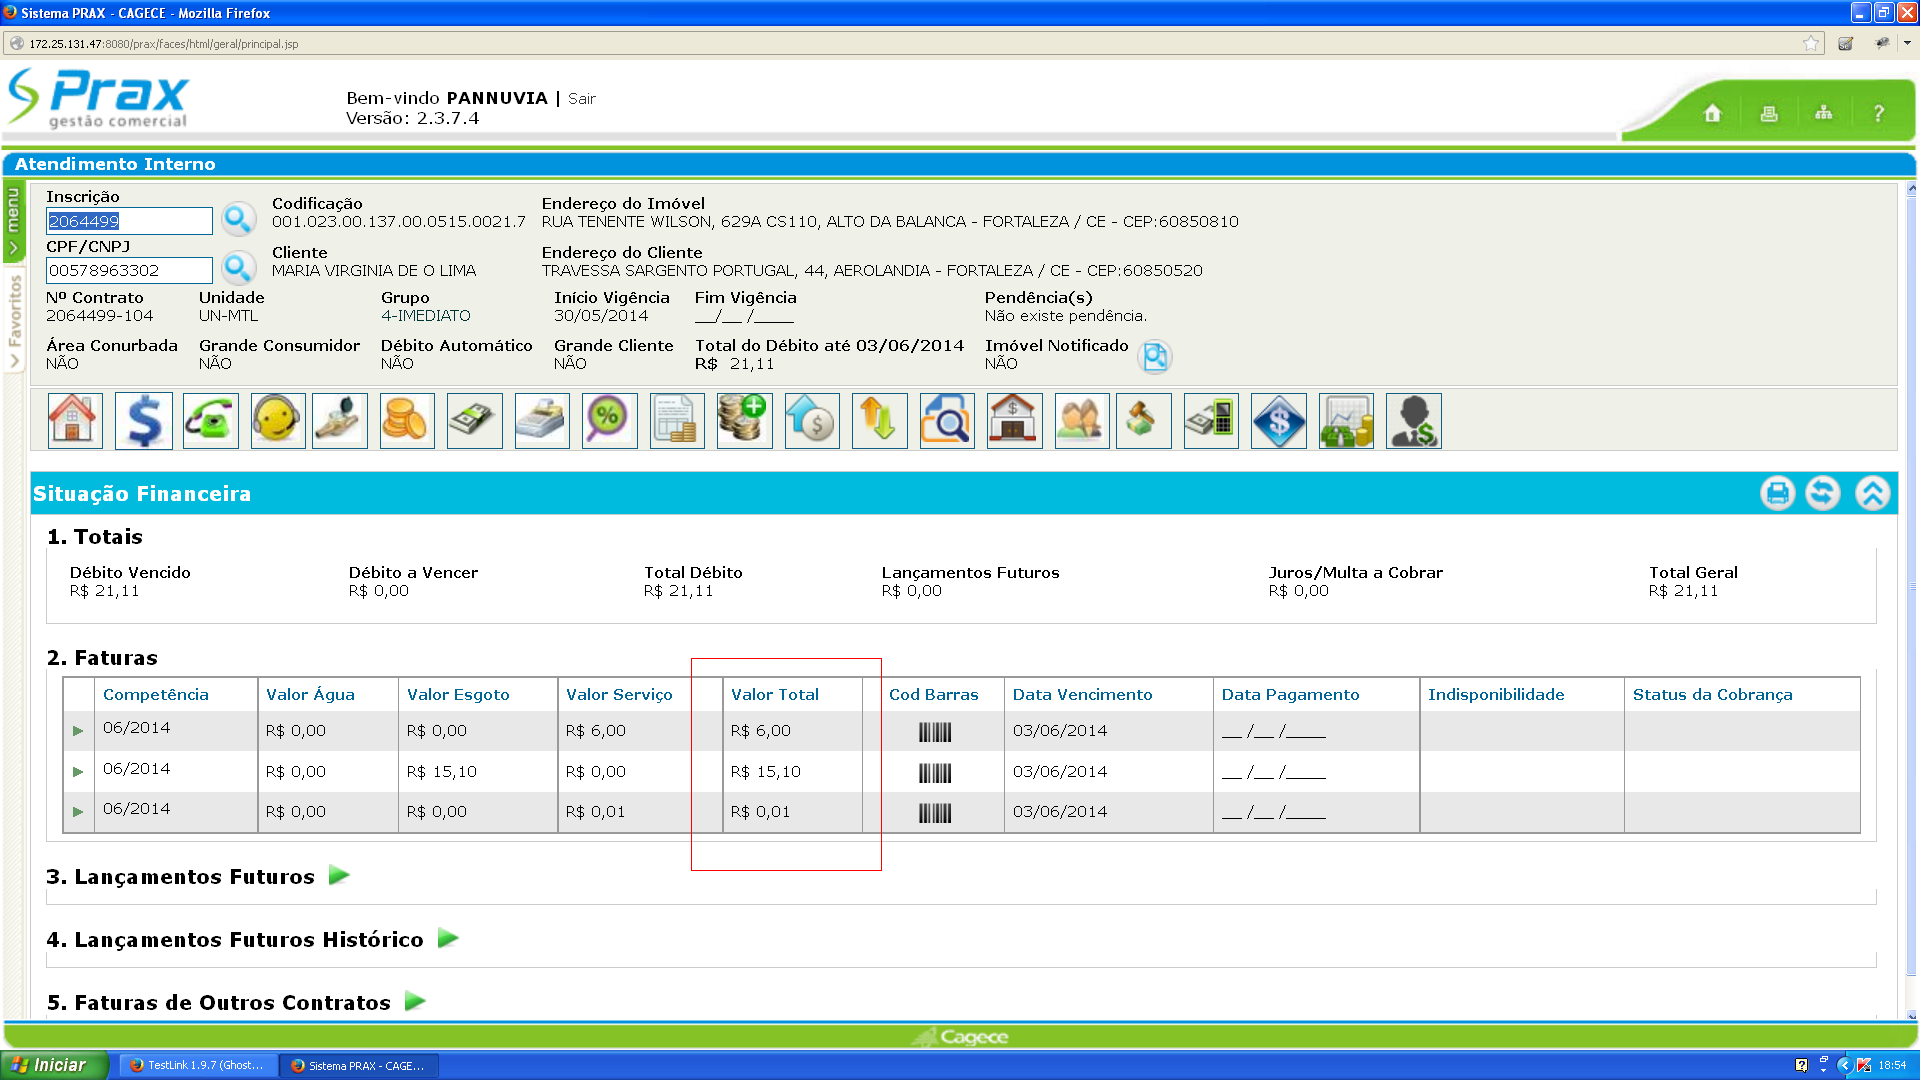 Sistema PRAX - CAGECE - Mozilla Firefox
172.25.131.47:8080/prax/faces/html/geral/principal.jsp
Prax
gestão comercial
Bem-vindo PANNUVIA | Sair
Versão: 2.3.7.4
?
Atendimento Interno
menu
Favoritos
Inscrição
2064499
Codificação
001.023.00.137.00.0515.0021.7
Endereço do Imóvel
RUA TENENTE WILSON, 629A CS110, ALTO DA BALANCA - FORTALEZA / CE - CEP:60850810
CPF/CNPJ
00578963302
Cliente
MARIA VIRGINIA DE O LIMA
Endereço do Cliente
TRAVESSA SARGENTO PORTUGAL, 44, AEROLANDIA - FORTALEZA / CE - CEP:60850520
Nº Contrato Unidade Grupo Início Vigência Fim Vigência Pendência(s)
2064499-104 UN-MTL 4-IMEDIATO 30/05/2014 __/__ /____ Não existe pendência.
Área Conurbada Grande Consumidor Débito Automático Grande Cliente Total do Débito até 03/06/2014 Imóvel Notificado
NÃO NÃO NÃO NÃO R$ 21,11 NÃO
Situação Financeira
1. Totais
Débito Vencido Débito a Vencer Total Débito Lançamentos Futuros Juros/Multa a Cobrar Total Geral
R$ 21,11 R$ 0,00 R$ 21,11 R$ 0,00 R$ 0,00 R$ 21,11
2. Faturas
Competência Valor Água Valor Esgoto Valor Serviço Valor Total Cod Barras Data Vencimento Data Pagamento Indisponibilidade Status da Cobrança
06/2014 R$ 0,00 R$ 0,00 R$ 6,00 R$ 6,00 03/06/2014 __ /__ /____
06/2014 R$ 0,00 R$ 15,10 R$ 0,00 R$ 15,10 03/06/2014 __ /__ /____
06/2014 R$ 0,00 R$ 0,00 R$ 0,01 R$ 0,01 03/06/2014 __ /__ /____
3. Lançamentos Futuros
4. Lançamentos Futuros Histórico
5. Faturas de Outros Contratos
Cagece
Iniciar
TestLink 1.9.7 (Ghost...
Sistema PRAX - CAGE...
18:54